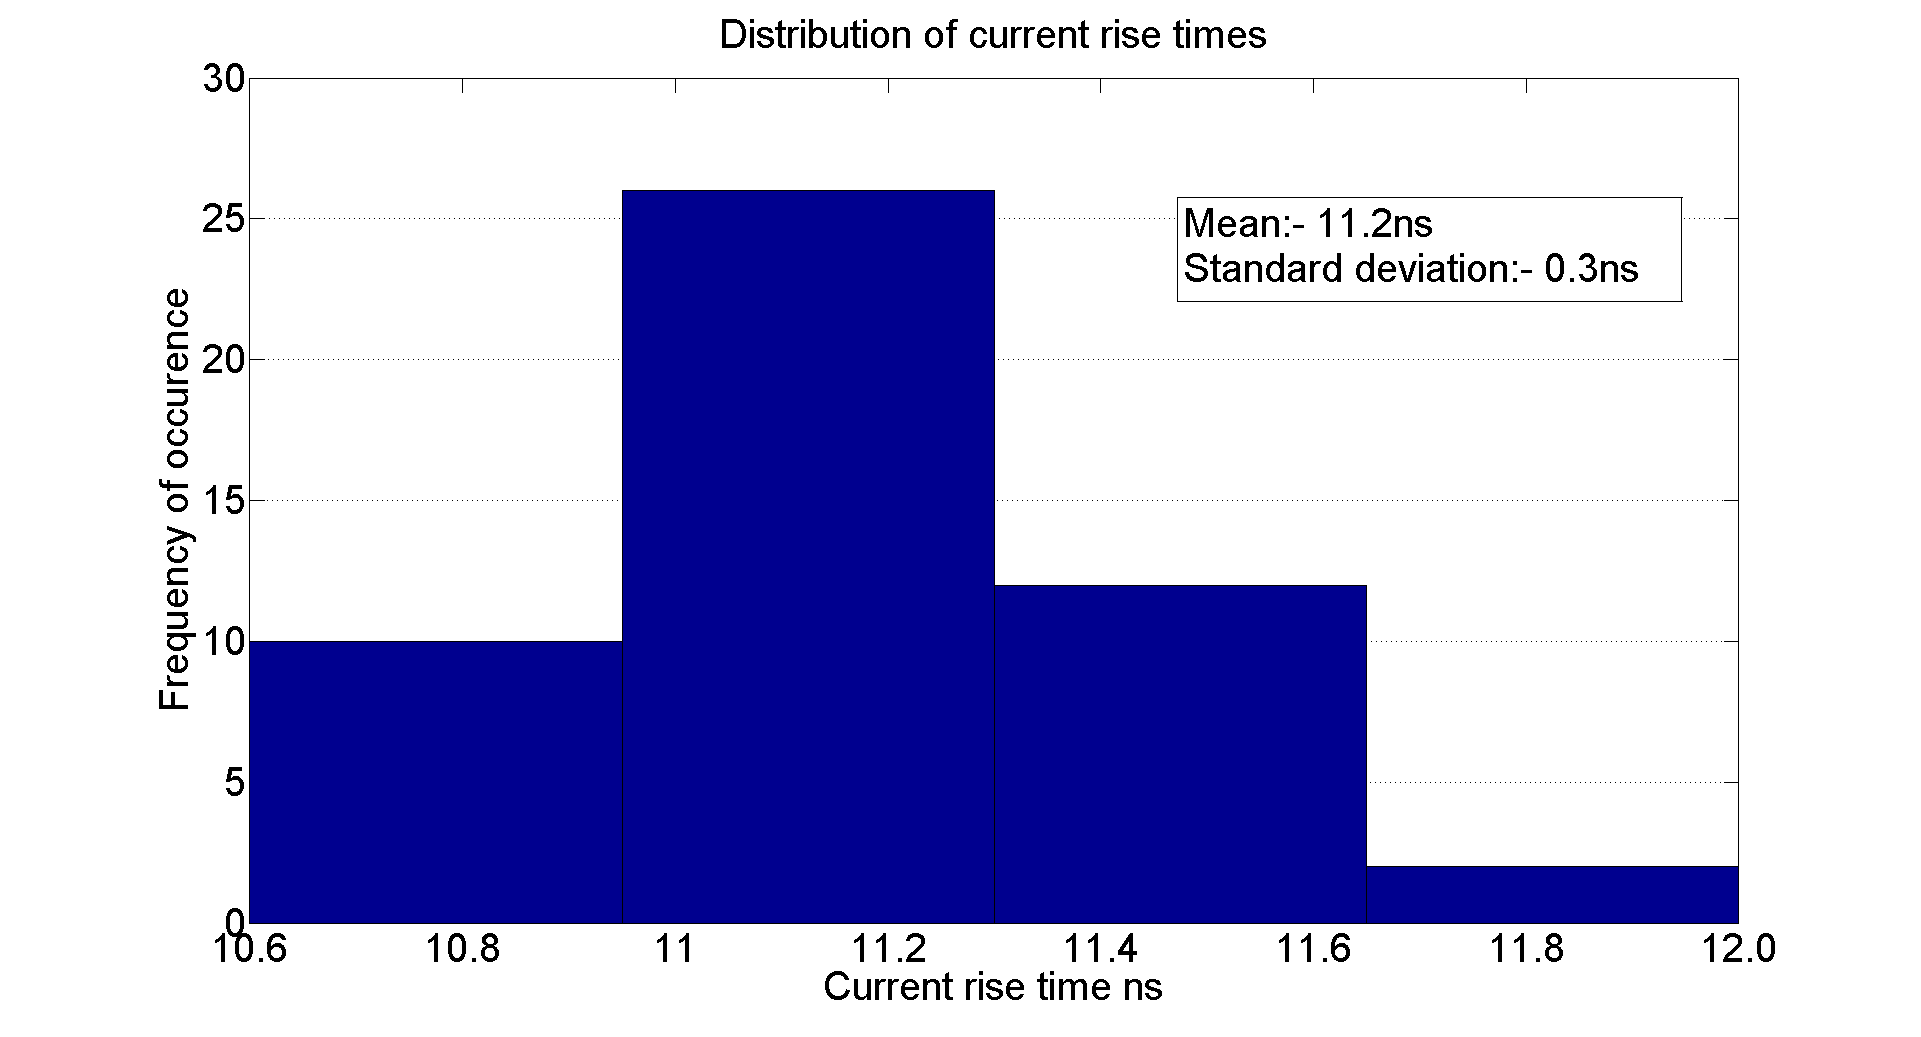 Distribution of current rise times
30
25
20
15
10
5
0
Frequency of occurence
Mean:- 11.2ns
Standard deviation:- 0.3ns
10.6 10.8 11 11.2 11.4 11.6 11.8 12.0
Current rise time ns